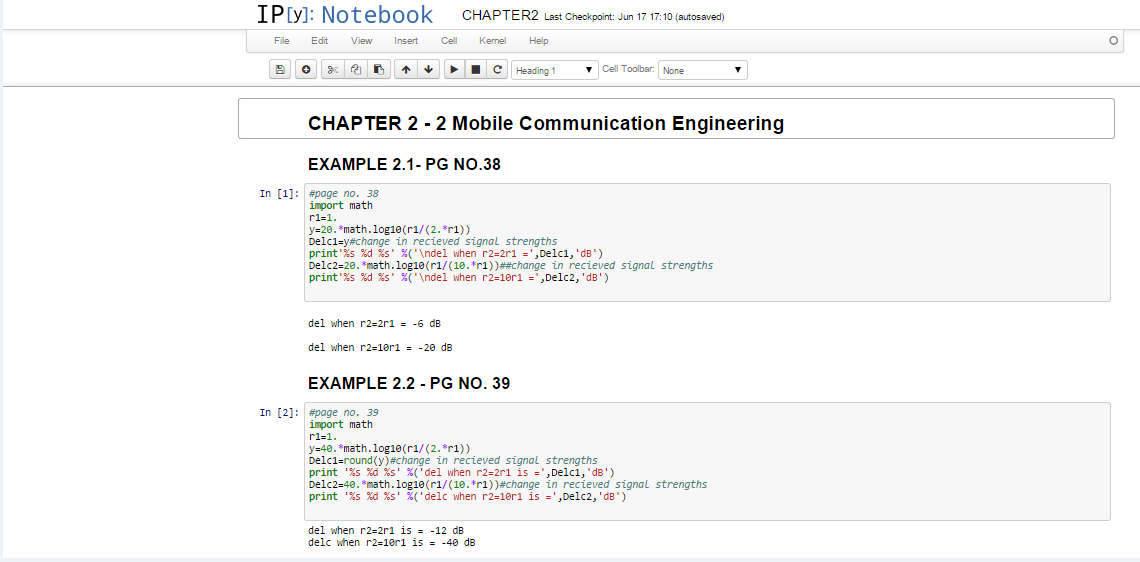 IP[y]: Notebook CHAPTER2 Last Checkpoint: Jun 17 17:10 (autosaved)
File Edit View Insert Cell Kernel Help
Heading 1 Cell Toolbar: None
CHAPTER 2 - 2 Mobile Communication Engineering
EXAMPLE 2.1- PG NO.38
In [1]: #page no. 38
import math
r1=1.
y=20.*math.log10(r1/(2.*r1))
Delc1=y#change in recieved signal strengths
print'%s %d %s' %('\ndel when r2=2r1 =',Delc1,'dB')
Delc2=20.*math.log10(r1/(10.*r1))##change in recieved signal strengths
print'%s %d %s' %('\ndel when r2=10r1 =',Delc2,'dB')
del when r2=2r1 = -6 dB
del when r2=10r1 = -20 dB
EXAMPLE 2.2 - PG NO. 39
In [2]: #page no. 39
import math
r1=1.
y=40.*math.log10(r1/(2.*r1))
Delc1=round(y)#change in recieved signal strengths
print '%s %d %s' %('del when r2=2r1 is =',Delc1,'dB')
Delc2=40.*math.log10(r1/(10.*r1))#change in recieved signal strengths
print '%s %d %s' %('delc when r2=10r1 is =',Delc2,'dB')
del when r2=2r1 is = -12 dB
delc when r2=10r1 is = -40 dB